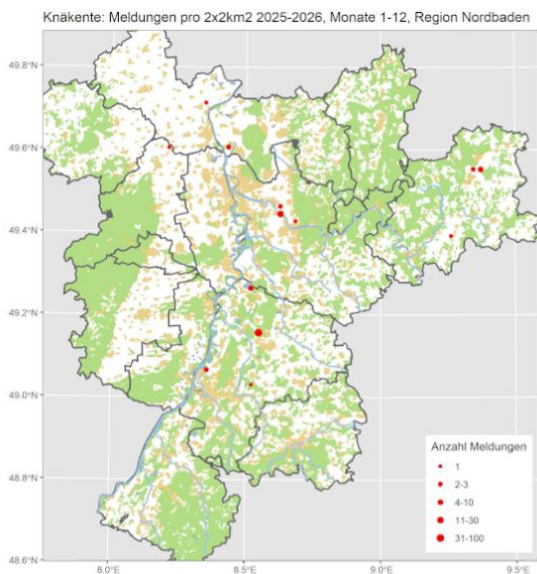 Knäkente: Meldungen pro 2x2km2 2025-2026, Monate 1-12, Region Nordbaden
49.8°N
49.6°N
49.4°N
49.2°N
49.0°N
48.8°N
48.6°N
Anzahl Meldungen
1
2-3
4-10
11-30
31-100
8.0°E
8.5°E
9.0°E
9.5°E